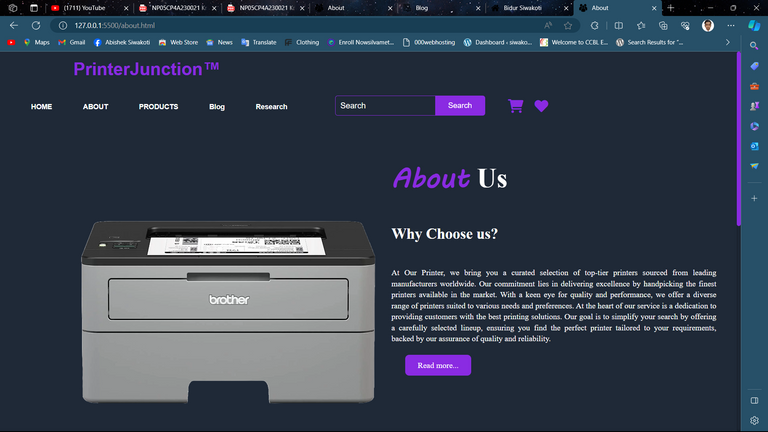 (1711) YouTube
NP05CP4A230021
NP05CP4A230021
About
Blog
Bidur Siwakoti
About
127.0.0.1:5500/about.html
Maps
Gmail
Abishek Siwakoti
Web Store
News
Translate
Clothing
Enroll Nowsilvamet...
000webhosting
Dashboard ‹ siwako...
Welcome to CCBL E...
Search Results for "...
PrinterJunction™
HOME
ABOUT
PRODUCTS
Blog
Research
Search
Search
About Us
Why Choose us?
At Our Printer, we bring you a curated selection of top-tier printers sourced from leading
manufacturers worldwide. Our commitment lies in delivering excellence by handpicking the finest
printers available in the market. With a keen eye for quality and performance, we offer a diverse
range of printers suited to various needs and preferences. At the heart of our service is a dedication to
providing customers with the best printing solutions. Our goal is to simplify your search by offering
a carefully selected lineup, ensuring you find the perfect printer tailored to your requirements,
backed by our assurance of quality and reliability.
Read more...
brother